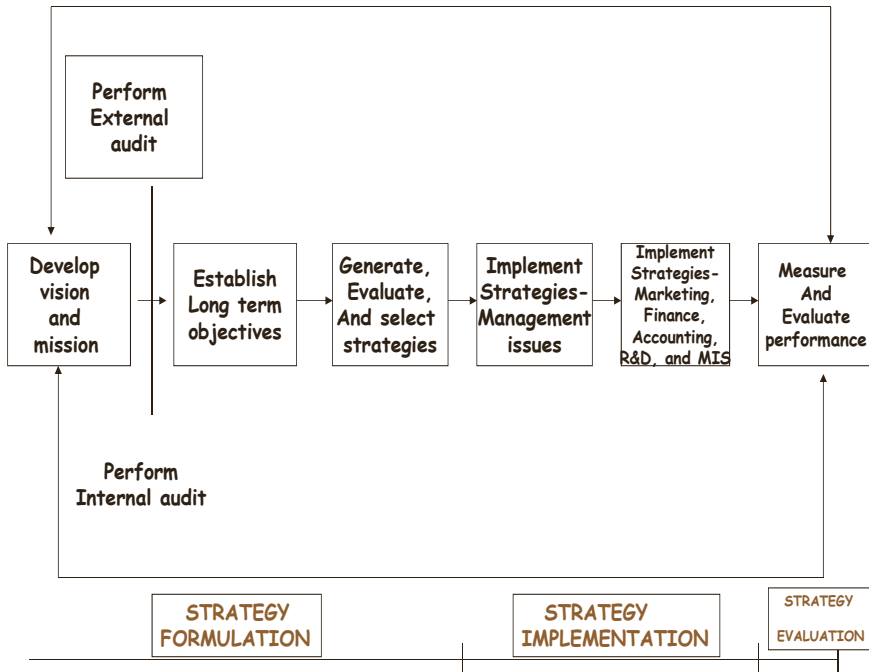 Perform
External
audit
Develop
vision
and
mission
Establish
Long term
objectives
Generate,
Evaluate,
And select
strategies
Implement
Strategies-
Management
issues
Implement
Strategies-
Marketing,
Finance,
Accounting,
R&D, and MIS
Measure
And
Evaluate
performance
Perform
Internal audit
STRATEGY
FORMULATION
STRATEGY
IMPLEMENTATION
STRATEGY
EVALUATION